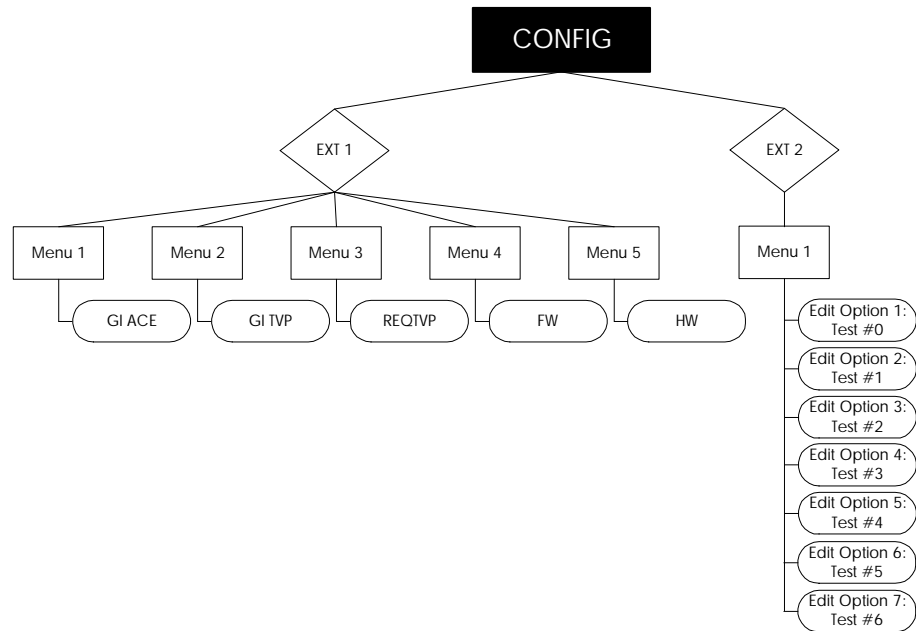 CONFIG
EXT 1
EXT 2
Menu 1
Menu 2
Menu 3
Menu 4
Menu 5
Menu 1
GI ACE
GI TVP
REQTVP
FW
HW
Edit Option 1:
Test #0
Edit Option 2:
Test #1
Edit Option 3:
Test #2
Edit Option 4:
Test #3
Edit Option 5:
Test #4
Edit Option 6:
Test #5
Edit Option 7:
Test #6